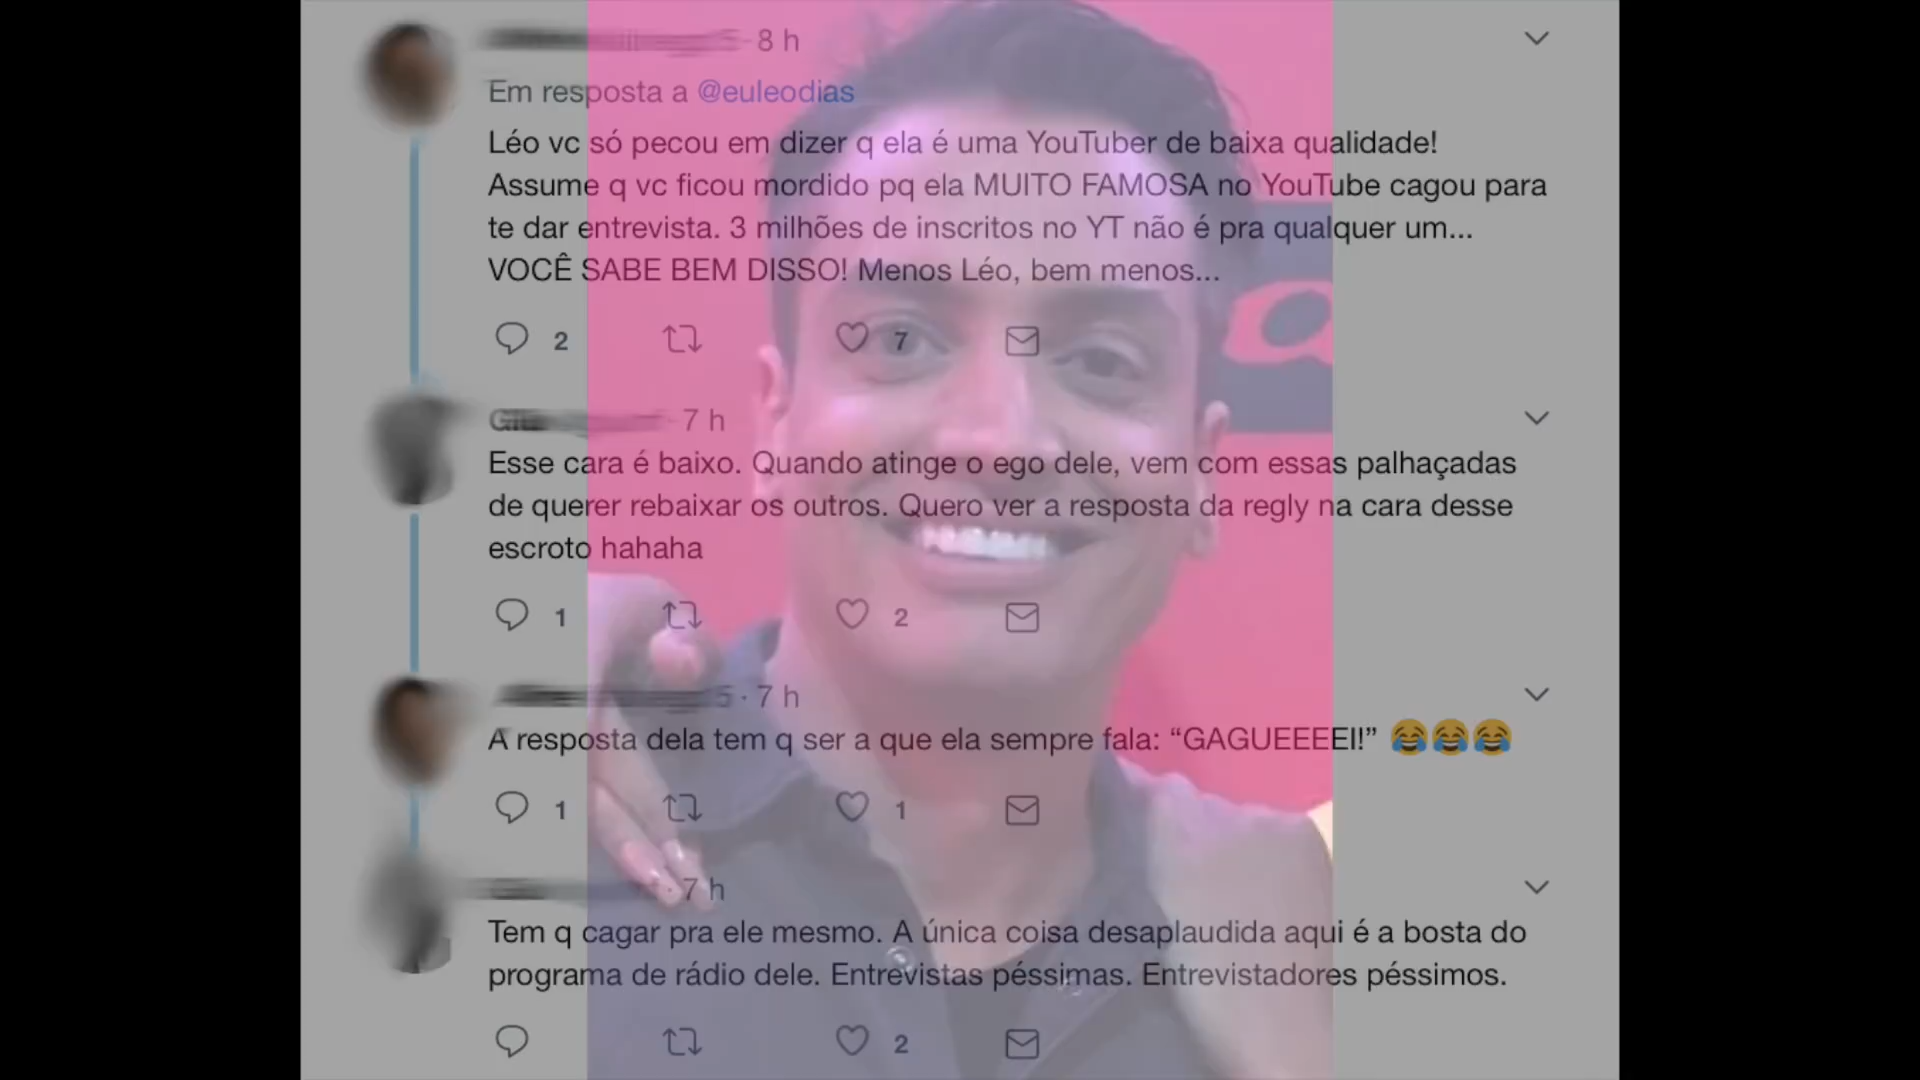 8 h
Em resposta a @euleodias
Léo vc só pecou em dizer q ela é uma YouTuber de baixa qualidade!
Assume q vc ficou mordido pq ela MUITO FAMOSA no YouTube cagou para
te dar entrevista. 3 milhões de inscritos no YT não é pra qualquer um...
VOCÊ SABE BEM DISSO! Menos Léo, bem menos...
2 7
· 7 h
Esse cara é baixo. Quando atinge o ego dele, vem com essas palhaçadas
de querer rebaixar os outros. Quero ver a resposta da regly na cara desse
escroto hahaha
1 2
5 · 7 h
A resposta dela tem q ser a que ela sempre fala: “GAGUEEEEI!” 😂😂😂
1 1
· 7 h
Tem q cagar pra ele mesmo. A única coisa desaplaudida aqui é a bosta do
programa de rádio dele. Entrevistas péssimas. Entrevistadores péssimos.
2